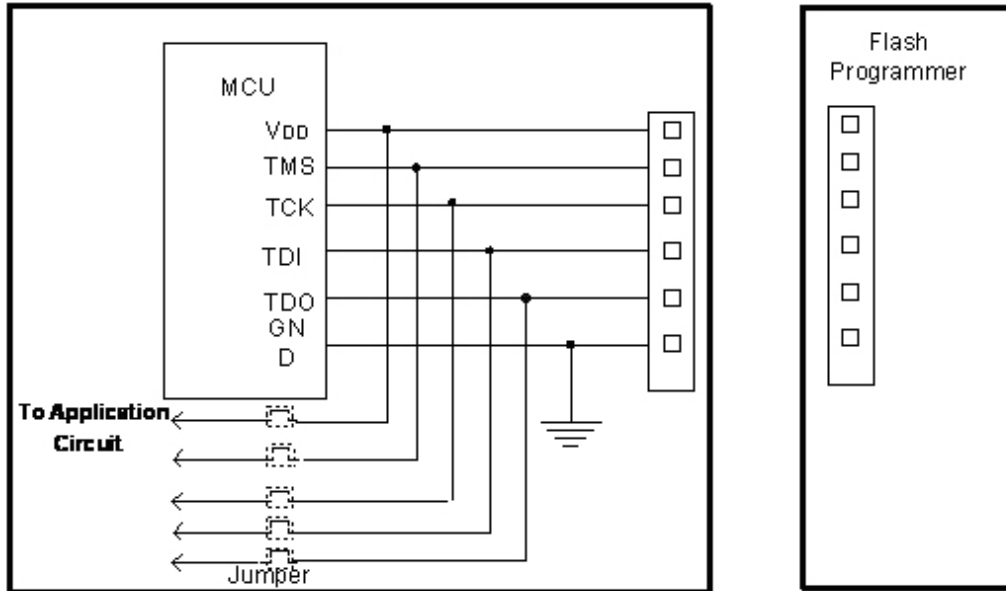 MCU
VDD
TMS
TCK
TDI
TDO
GN
D
To Application
Circuit
Jumper
Flash
Programmer